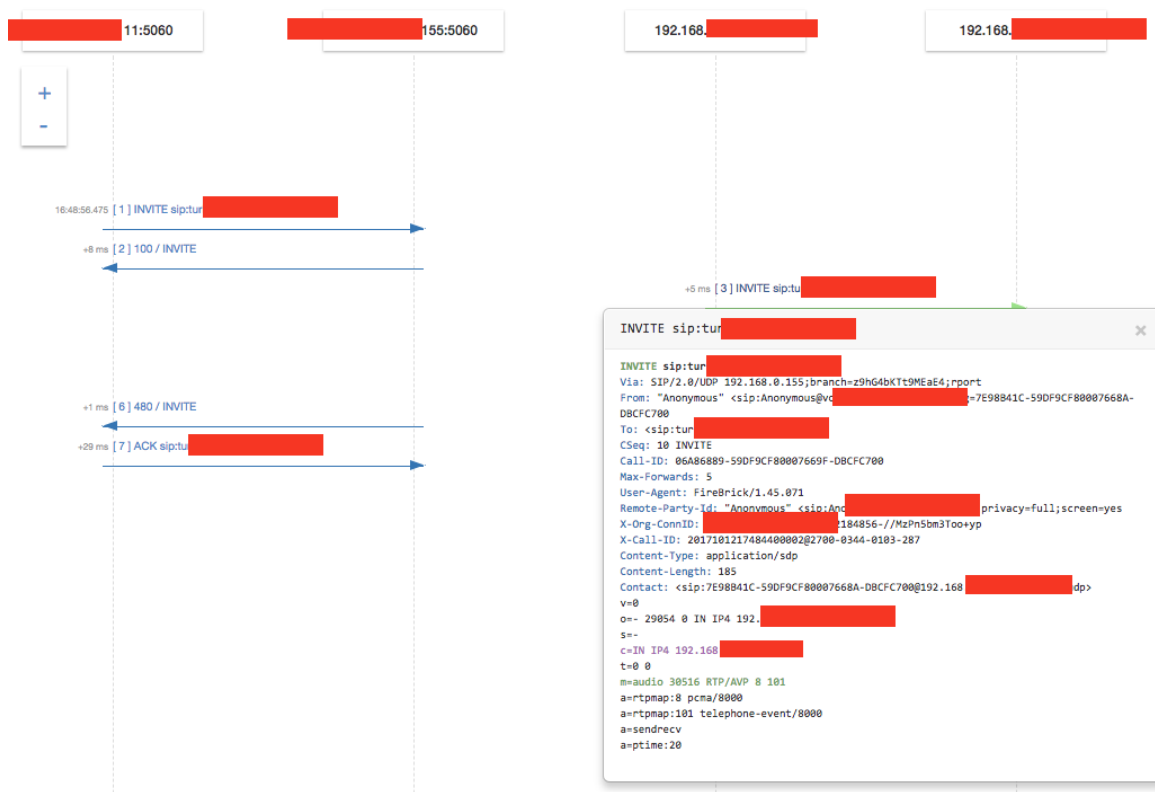 11:5060
155:5060
192.168.
192.168.
+
-
16:48:56.475 [ 1 ] INVITE sip:tur
+8 ms [ 2 ] 100 / INVITE
+5 ms [ 3 ] INVITE sip:tu
+1 ms [ 6 ] 480 / INVITE
+29 ms [ 7 ] ACK sip:tu
INVITE sip:tur
×
INVITE sip:tur
Via: SIP/2.0/UDP 192.168.0.155;branch=z9hG4bKTt9MEaE4;rport
From: "Anonymous" <sip:Anonymous@vo =7E98B41C-59DF9CF80007668A-
DBCFC700
To: <sip:tur
CSeq: 10 INVITE
Call-ID: 06A86889-59DF9CF80007669F-DBCFC700
Max-Forwards: 5
User-Agent: FireBrick/1.45.071
Remote-Party-Id: "Anonymous" <sip:Ano privacy=full;screen=yes
X-Org-ConnID: 2184856-//MzPn5bm3Too+yp
X-Call-ID: 2017101217484400002@2700-0344-0103-287
Content-Type: application/sdp
Content-Length: 185
Contact: <sip:7E98B41C-59DF9CF80007668A-DBCFC700@192.168 dp>
v=0
o=- 29054 0 IN IP4 192.
s=-
c=IN IP4 192.168
t=0 0
m=audio 30516 RTP/AVP 8 101
a=rtpmap:8 pcma/8000
a=rtpmap:101 telephone-event/8000
a=sendrecv
a=ptime:20